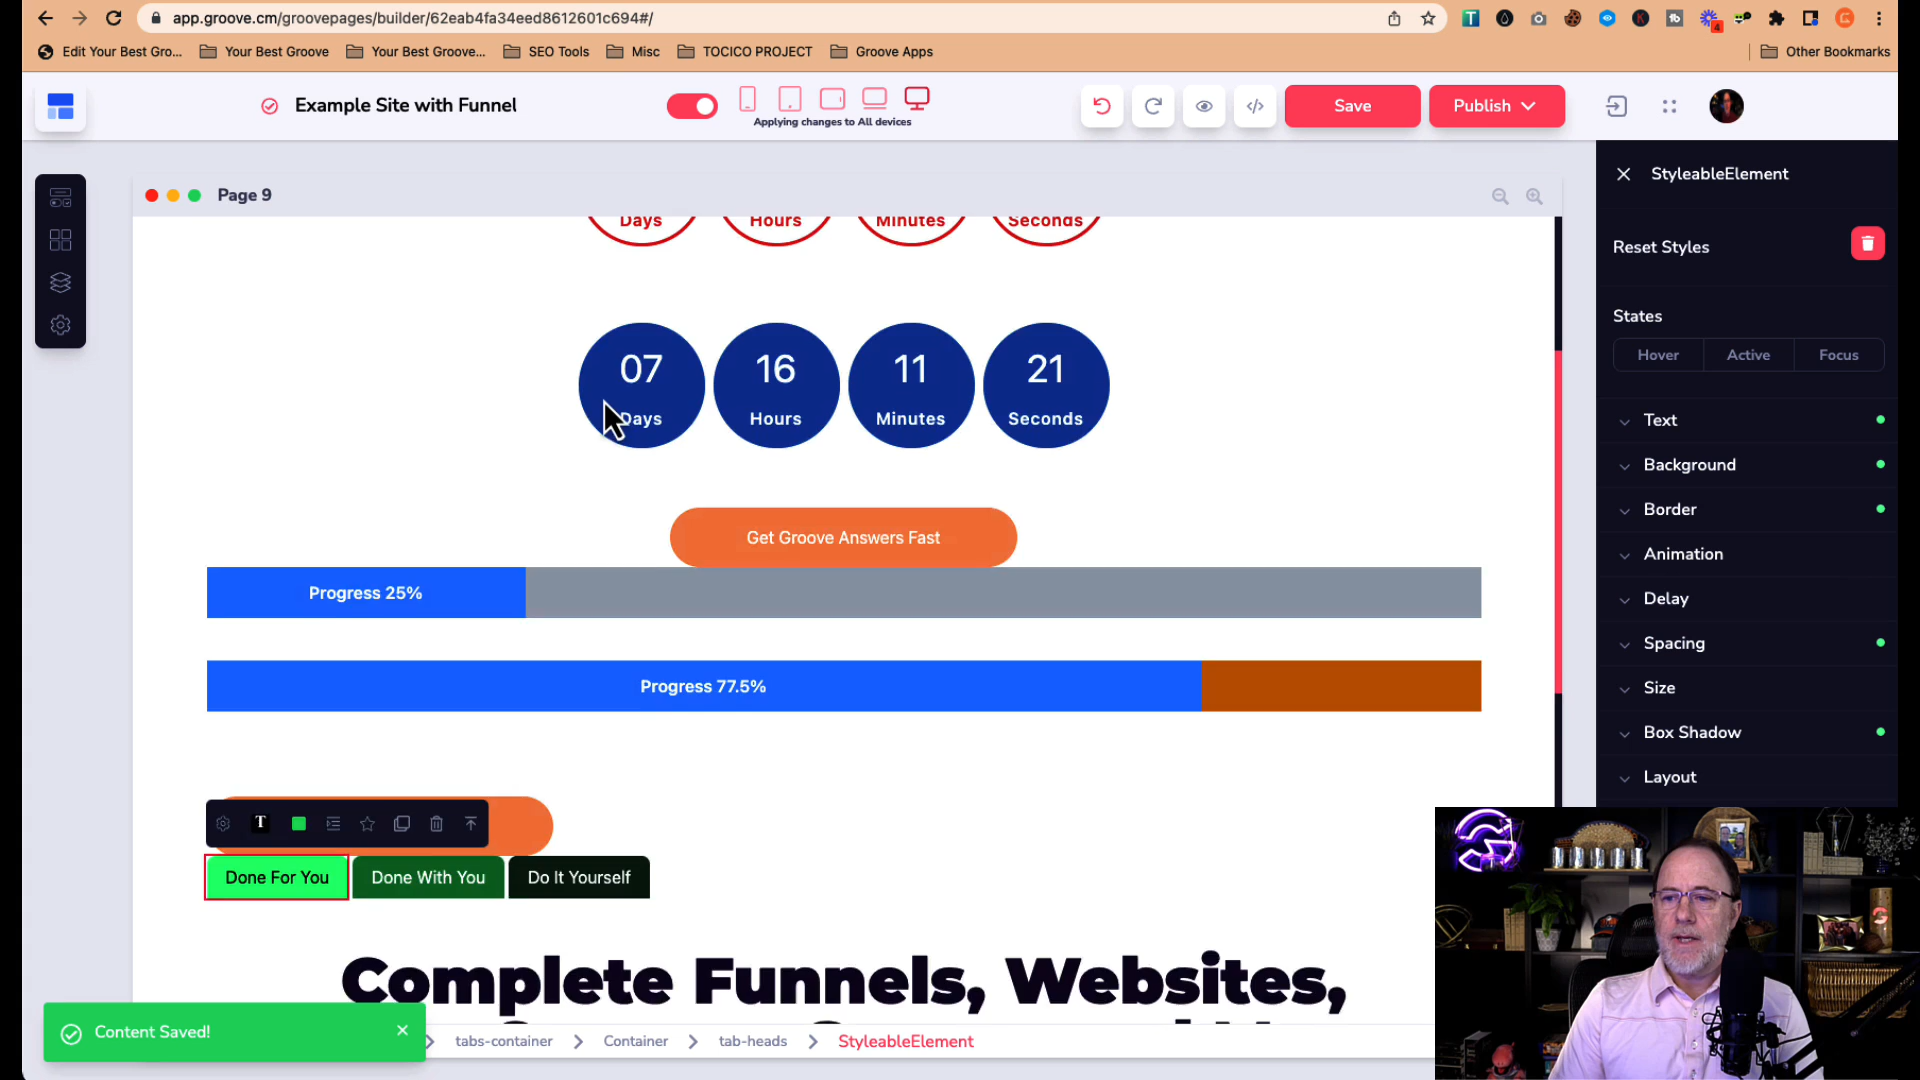 app.groove.cm/groovepages/builder/62eab4fa34eed8612601c694#/
Edit Your Best Gro...
Your Best Groove
Your Best Groove...
SEO Tools
Misc
TOCICO PROJECT
Groove Apps
Other Bookmarks
Example Site with Funnel
Applying changes to All devices
Save
Publish
Page 9
Days
Hours
Minutes
Seconds
07
16
11
21
Days
Hours
Minutes
Seconds
Get Groove Answers Fast
Progress 25%
Progress 77.5%
T
Done For You
Done With You
Do It Yourself
Complete Funnels, Websites,
Content Saved!
tabs-container
Container
tab-heads
StyleableElement
StyleableElement
Reset Styles
States
Hover
Active
Focus
Text
Background
Border
Animation
Delay
Spacing
Size
Box Shadow
Layout